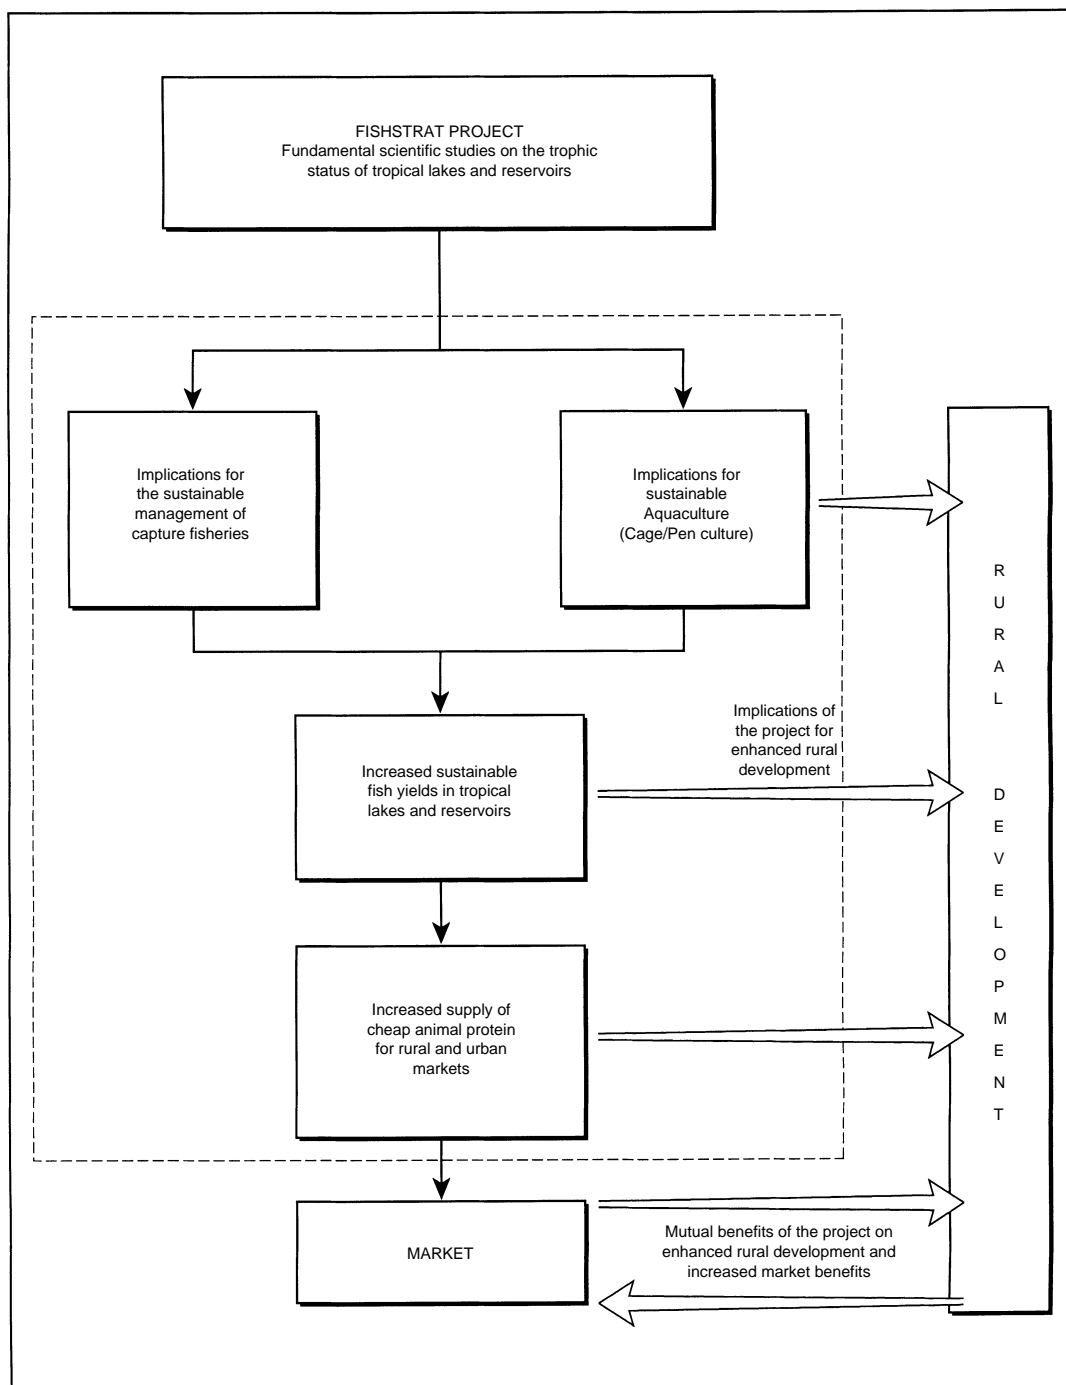 FISHSTRAT PROJECT
Fundamental scientific studies on the trophic
status of tropical lakes and reservoirs
Implications for
the sustainable
management of
capture fisheries
Implications for
sustainable
Aquaculture
(Cage/Pen culture)
Increased sustainable
fish yields in tropical
lakes and reservoirs
Implications of
the project for
enhanced rural
development
Increased supply of
cheap animal protein
for rural and urban
markets
MARKET
Mutual benefits of the project on
enhanced rural development and
increased market benefits
RURAL DEVELOPMENT